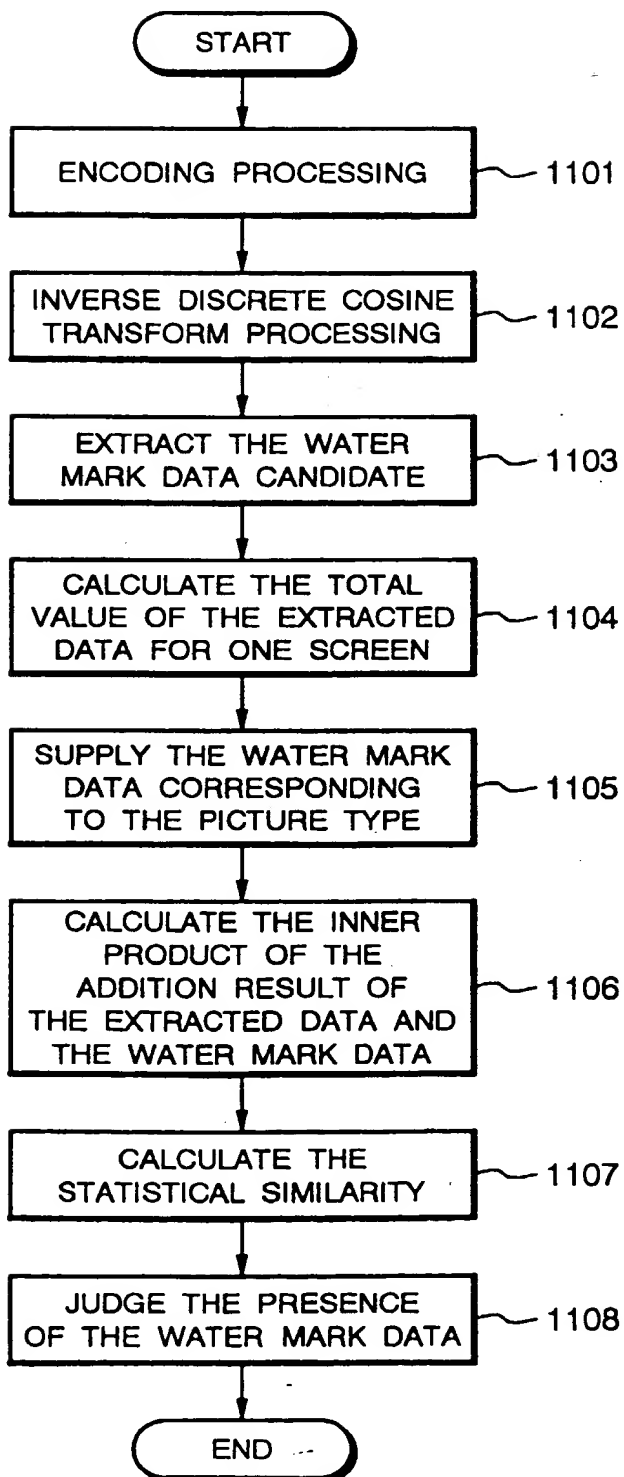 START
ENCODING PROCESSING
1101
INVERSE DISCRETE COSINE
TRANSFORM PROCESSING
1102
EXTRACT THE WATER
MARK DATA CANDIDATE
1103
CALCULATE THE TOTAL
VALUE OF THE EXTRACTED
DATA FOR ONE SCREEN
1104
SUPPLY THE WATER MARK
DATA CORRESPONDING
TO THE PICTURE TYPE
1105
CALCULATE THE INNER
PRODUCT OF THE
ADDITION RESULT OF
THE EXTRACTED DATA AND
THE WATER MARK DATA
1106
CALCULATE THE
STATISTICAL SIMILARITY
1107
JUDGE THE PRESENCE
OF THE WATER MARK DATA
1108
END